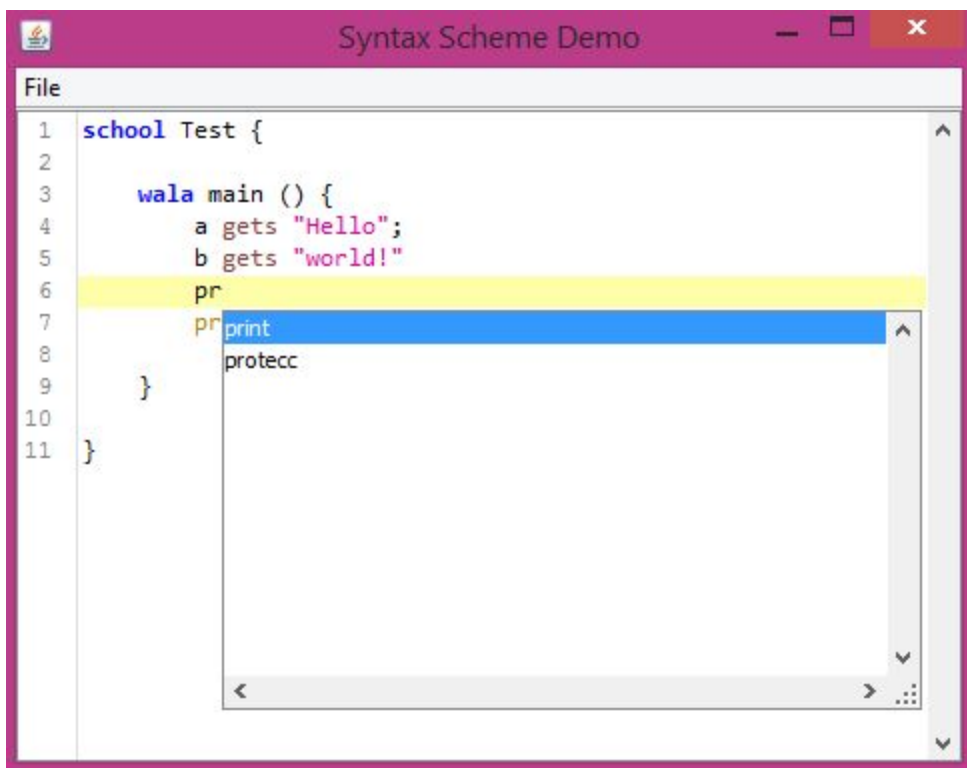 Syntax Scheme Demo
File
1 school Test {
2
3 wala main () {
4 a gets "Hello";
5 b gets "world!"
6 pr
7 pr
print
8
protecc
9 }
10
11 }